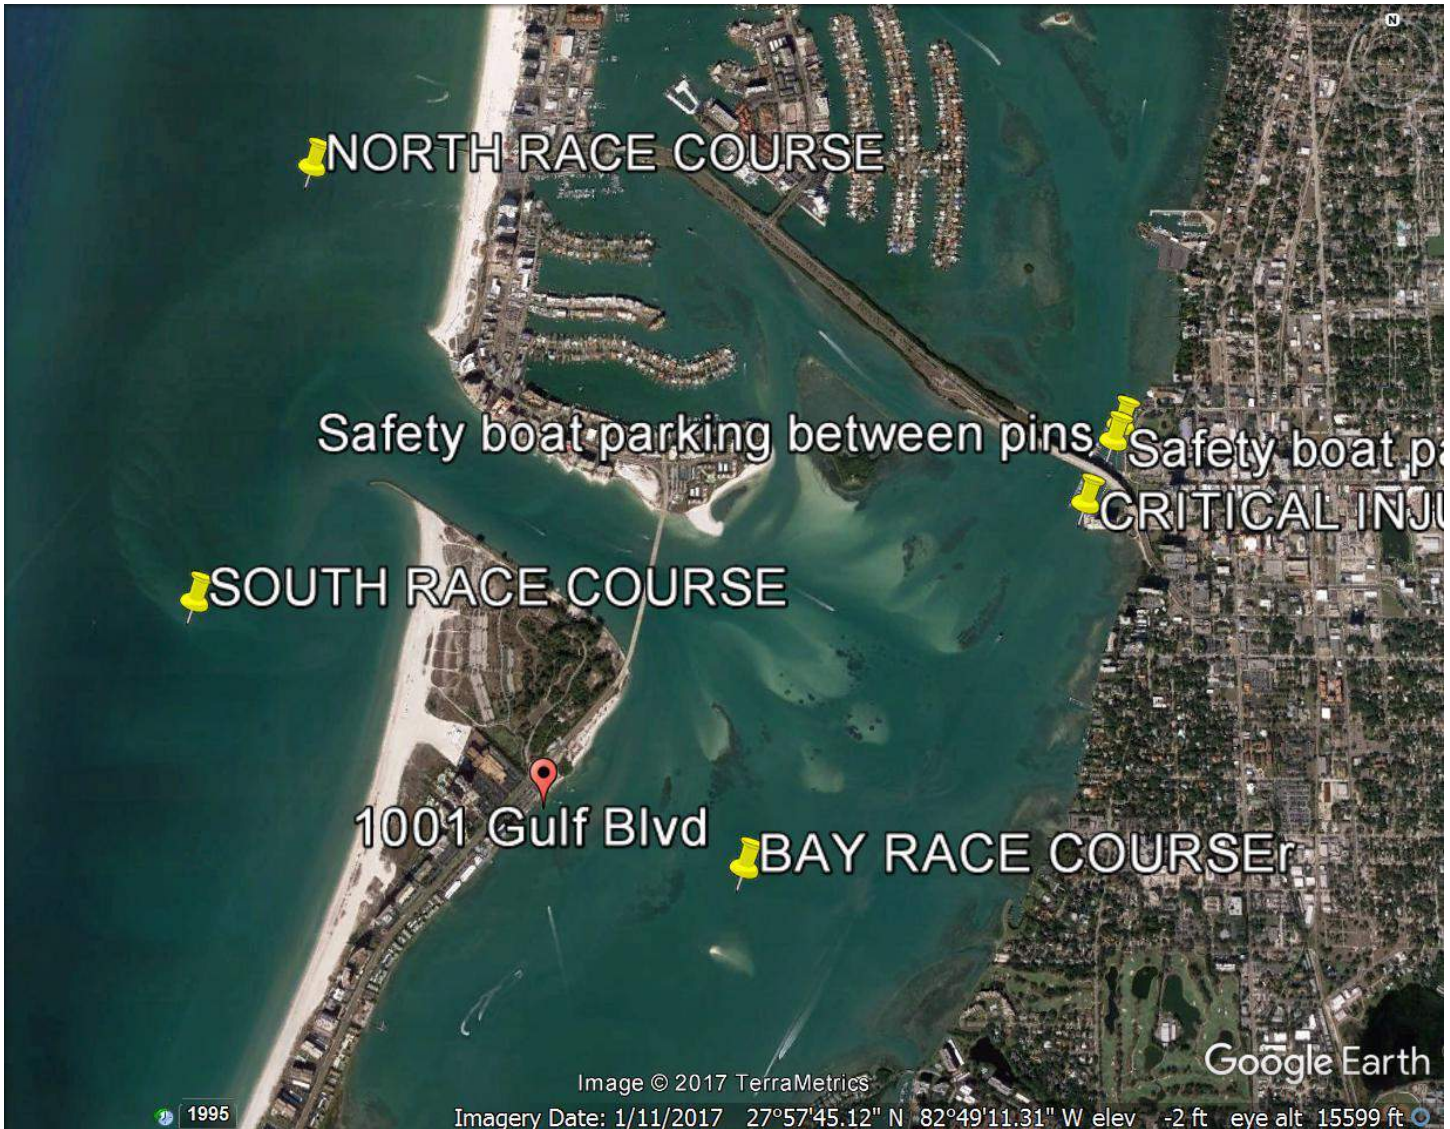 N
NORTH RACE COURSE
Safety boat parking between pins
Safety boat pa
CRITICAL INJU
SOUTH RACE COURSE
1001 Gulf Blvd
BAY RACE COURSEr
Google Earth
Image © 2017 TerraMetrics
1995
Imagery Date: 1/11/2017 27°57'45.12" N 82°49'11.31" W elev -2 ft eye alt 15599 ft